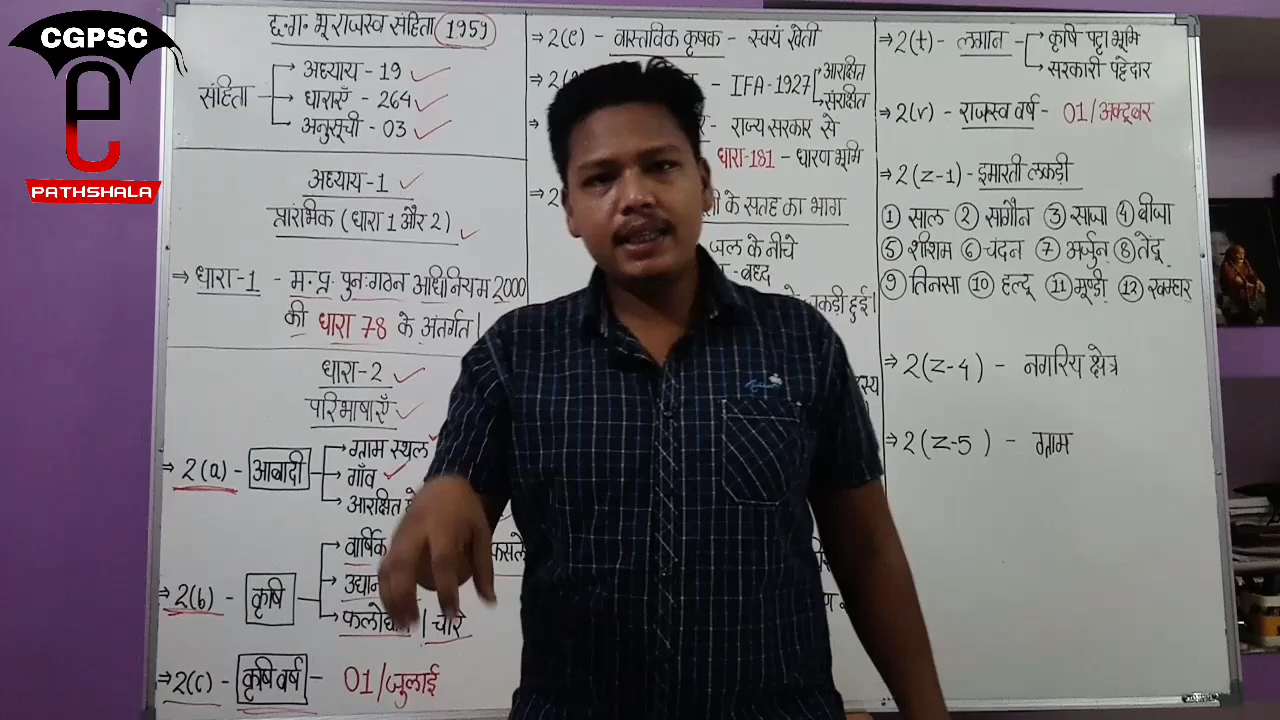 CGPSC
e
PATHSHALA
छ.ग. भू राजस्व संहिता (1959)
संहिता
अध्याय - 19
धाराएँ - 264
अनुसूची - 03
अध्याय-1
प्रारंभिक (धारा 1 और 2)
⇒ धारा-1 - म.प्र. पुनःगठन अधिनियम 2000
की धारा 78 के अंतर्गत |
धारा-2
परिभाषाएँ
⇒ 2(a) - आबादी
ग्राम स्थल
गाँव
आरक्षित
⇒ 2(b) - कृषि
वार्षिक फसले
उद्यान
फलोद्यान | चारे
⇒ 2(c) - कृषि वर्ष - 01/जुलाई
⇒ 2(e) - वास्तविक कृषक - स्वयं खेती
- IFA-1927
आरक्षित
संरक्षित
- राज्य सरकार से
धारा-181 - धारण भूमि
के सतह का भाग
जल के नीचे
- बध्द
हुई |
⇒ 2(t) - लगान -
कृषि पट्टा भूमि
सरकारी पट्टेदार
⇒ 2(r) - राजस्व वर्ष - 01/अक्टूबर
⇒ 2(z-1) - इमारती लकड़ी
① साल ② सागौन ③ साजा ④ बीजा
⑤ शीशम ⑥ चंदन ⑦ अर्जुन ⑧ तेंदू
⑨ तिनसा ⑩ हल्दू ⑪ मूण्डी ⑫ खम्हार
⇒ 2(z-4) - नगरिय क्षेत्र
⇒ 2(z-5) - ग्राम